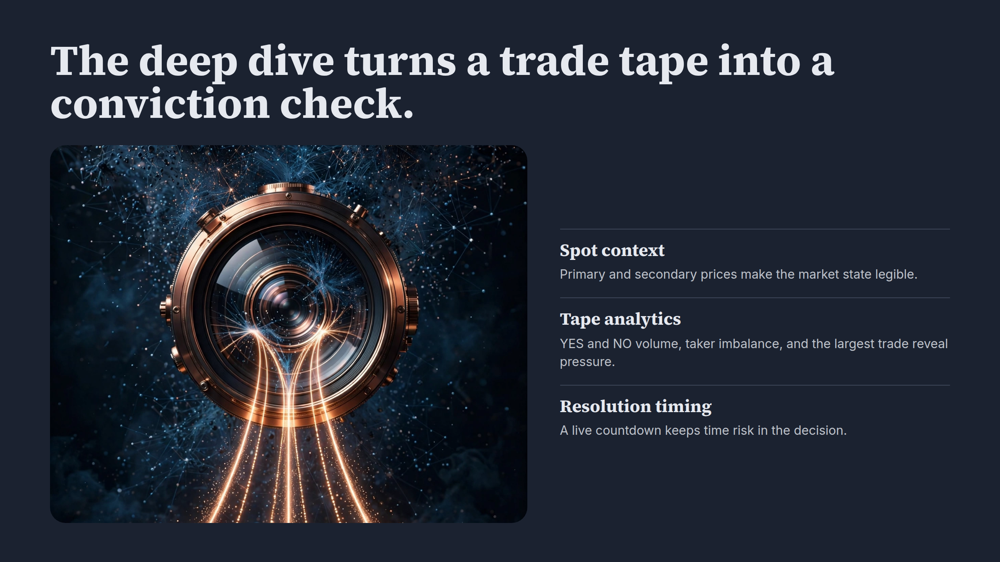 The deep dive turns a trade tape into a
conviction check.
Spot context
Primary and secondary prices make the market state legible.
Tape analytics
YES and NO volume, taker imbalance, and the largest trade reveal
pressure.
Resolution timing
A live countdown keeps time risk in the decision.